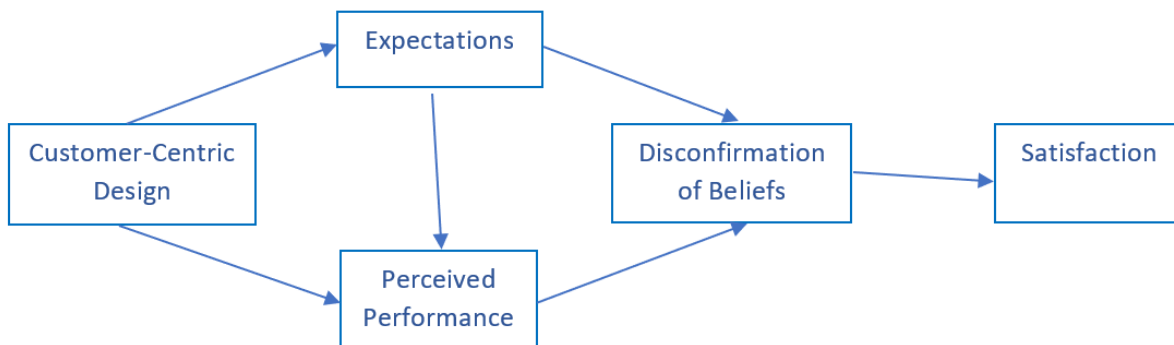 Expectations
Customer-Centric
Design
Disconfirmation
of Beliefs
Satisfaction
Perceived
Performance